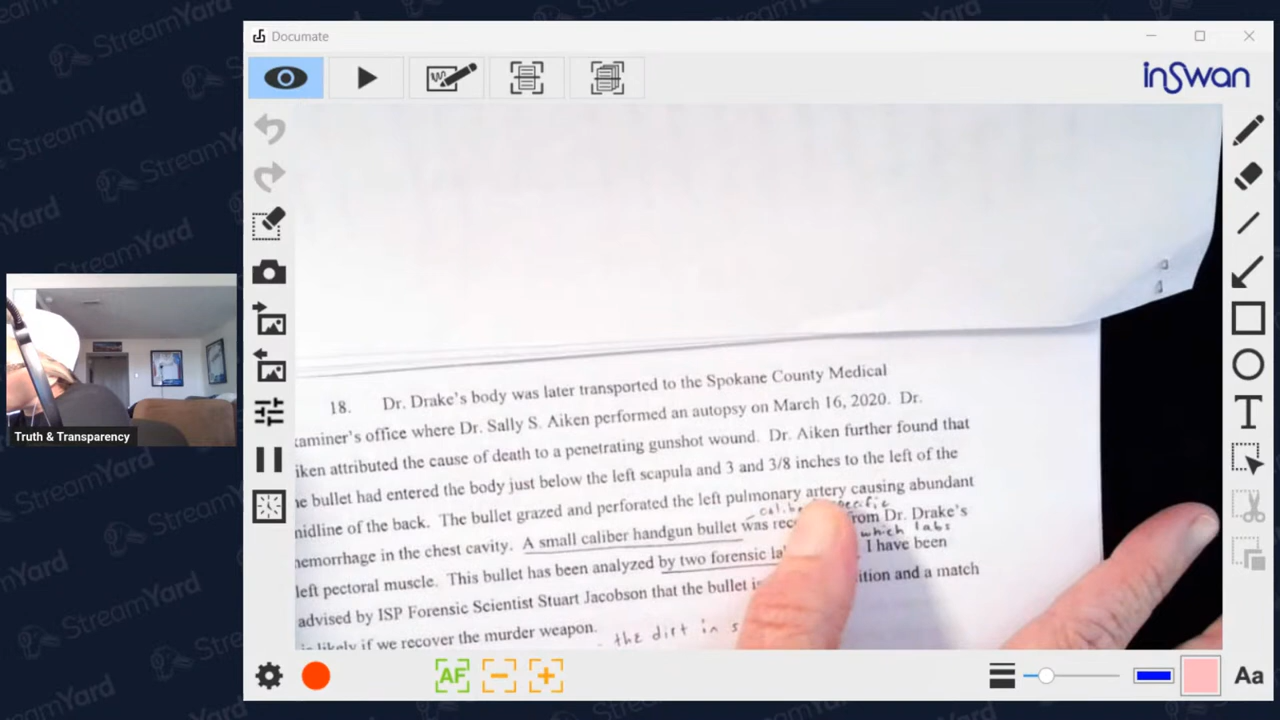 StreamYard
Documate
inSwan
18. Dr. Drake's body was later transported to the Spokane County Medical
aminer's office where Dr. Sally S. Aiken performed an autopsy on March 16, 2020. Dr.
iken attributed the cause of death to a penetrating gunshot wound. Dr. Aiken further found that
e bullet had entered the body just below the left scapula and 3 and 3/8 inches to the left of the
nidline of the back. The bullet grazed and perforated the left pulmonary artery causing abundant
hemorrhage in the chest cavity. A small caliber handgun bullet was rec from Dr. Drake's
which labs
left pectoral muscle. This bullet has been analyzed by two forensic la I have been
advised by ISP Forensic Scientist Stuart Jacobson that the bullet i ition and a match
likely if we recover the murder weapon.
the dirt in s
Truth & Transparency
AF
T
Aa